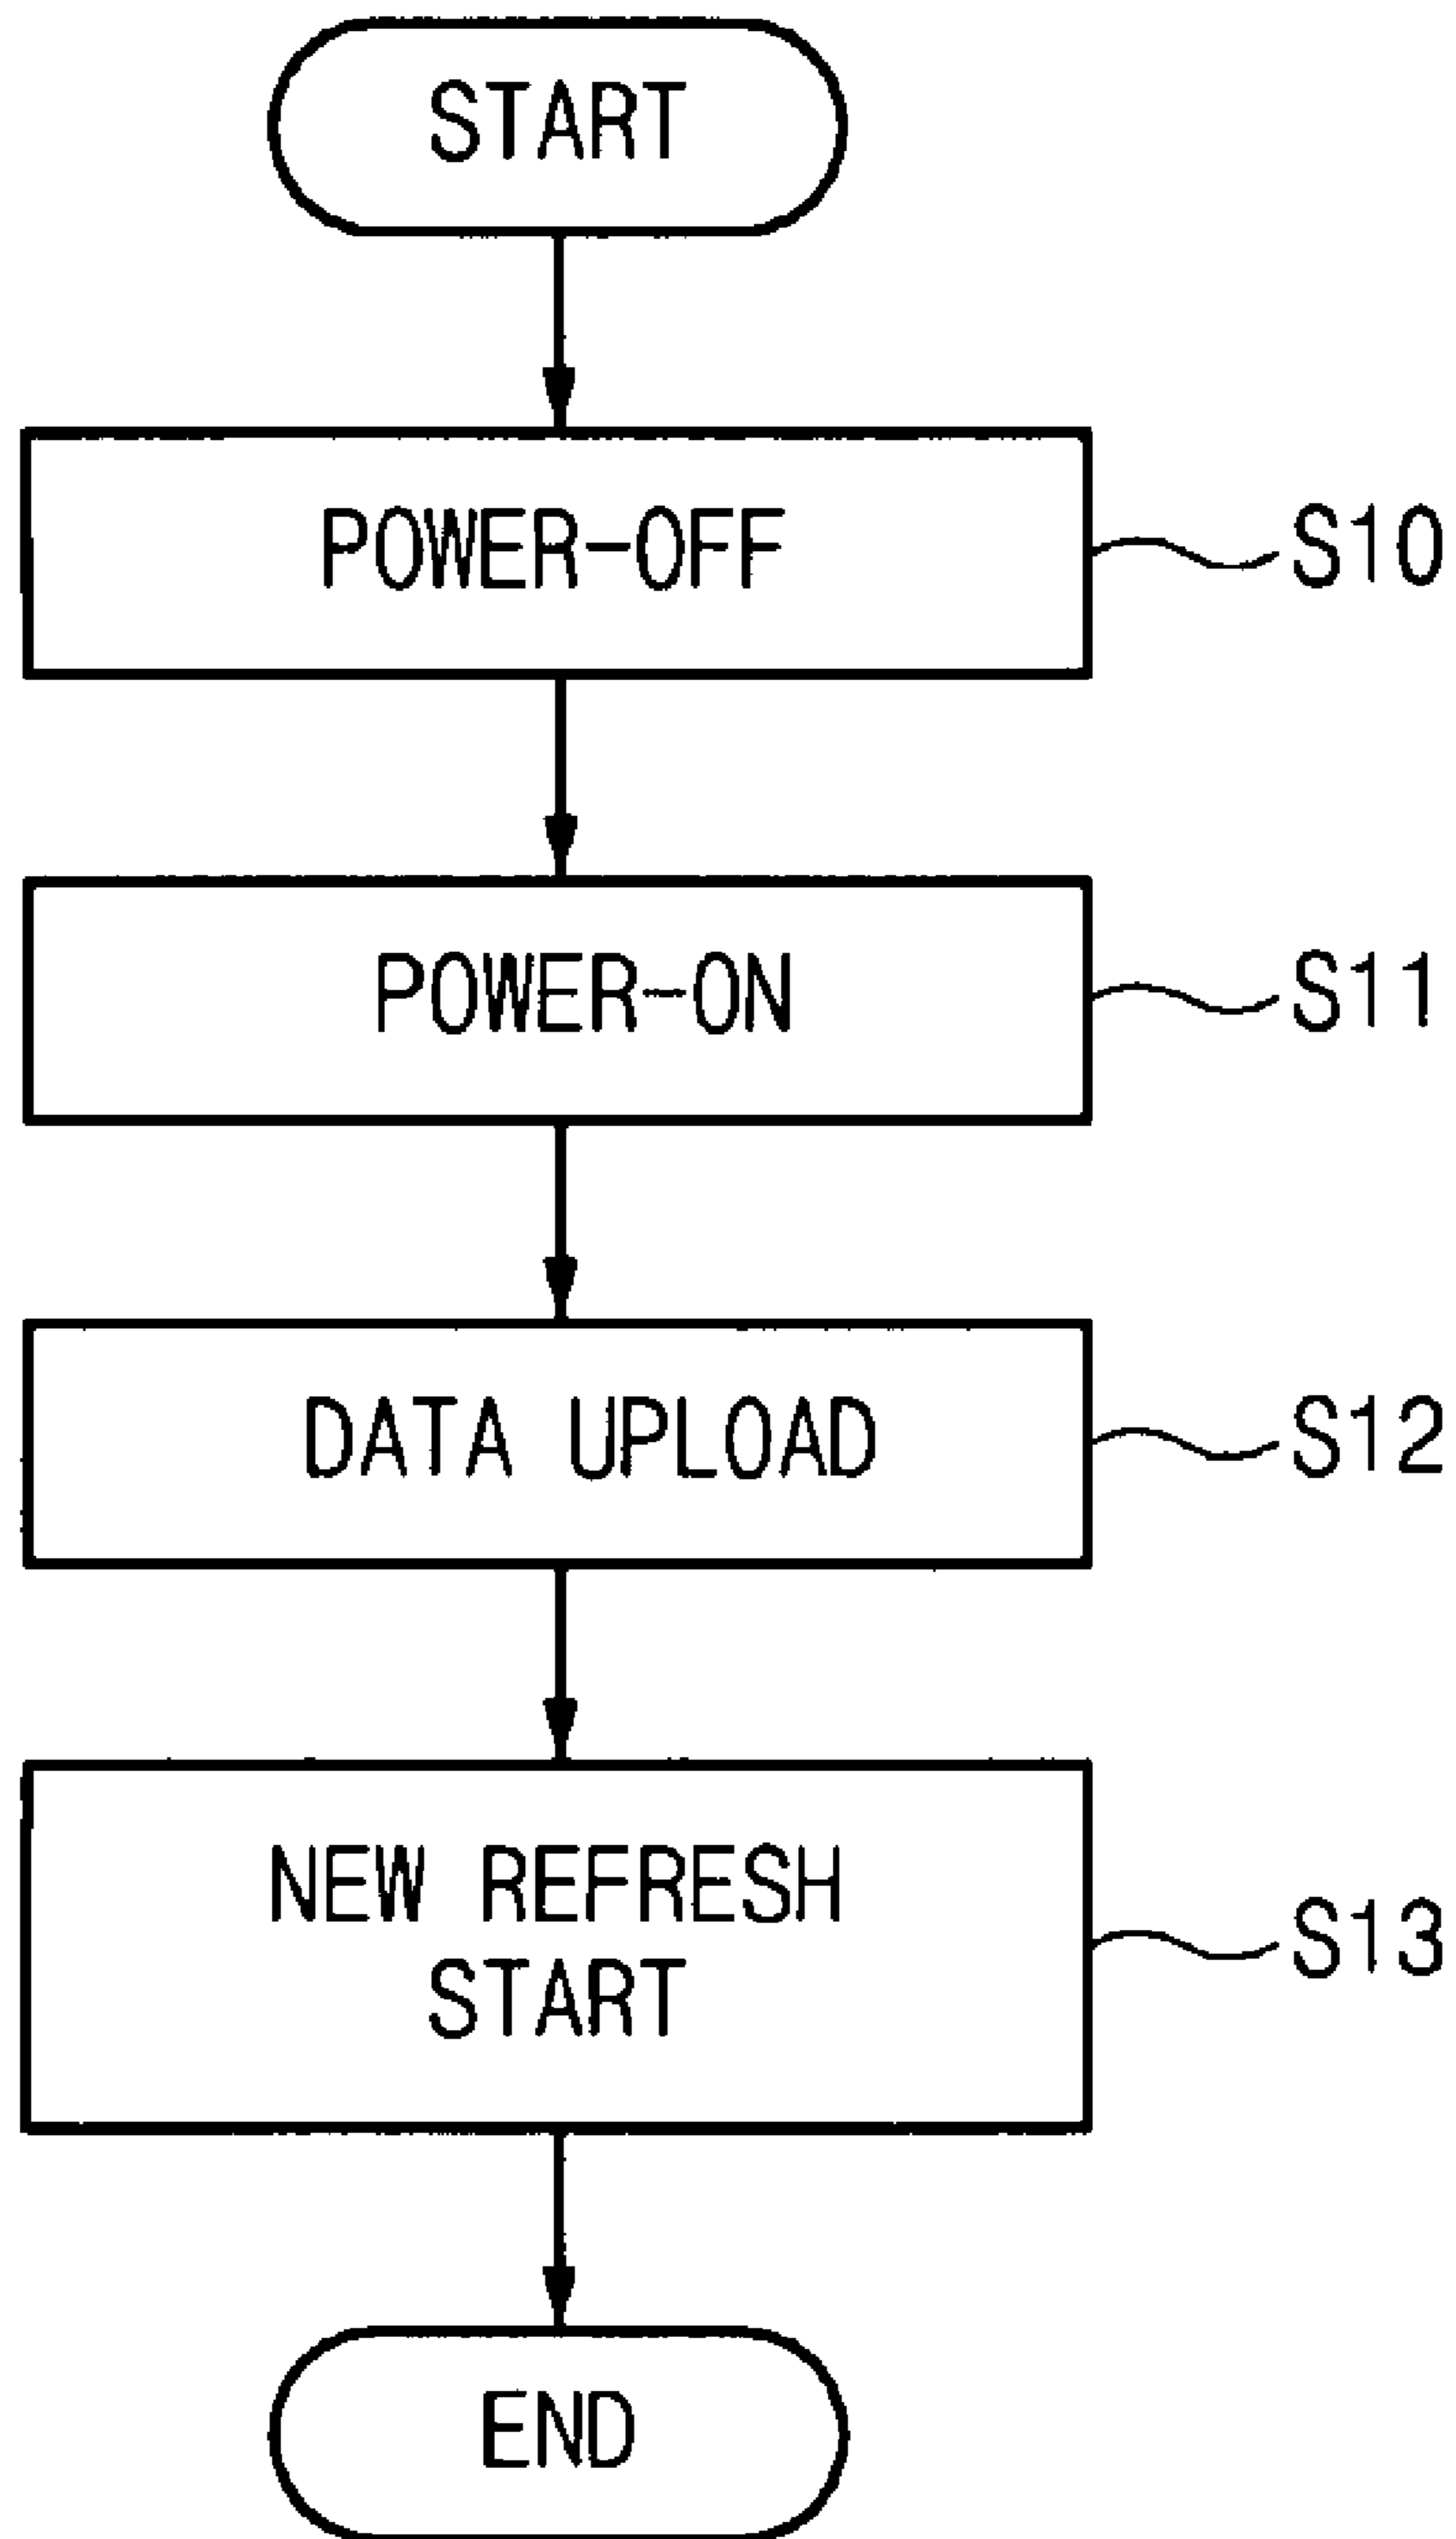 START
POWER-OFF
S10
POWER-ON
S11
DATA UPLOAD
S12
NEW REFRESH
START
S13
END